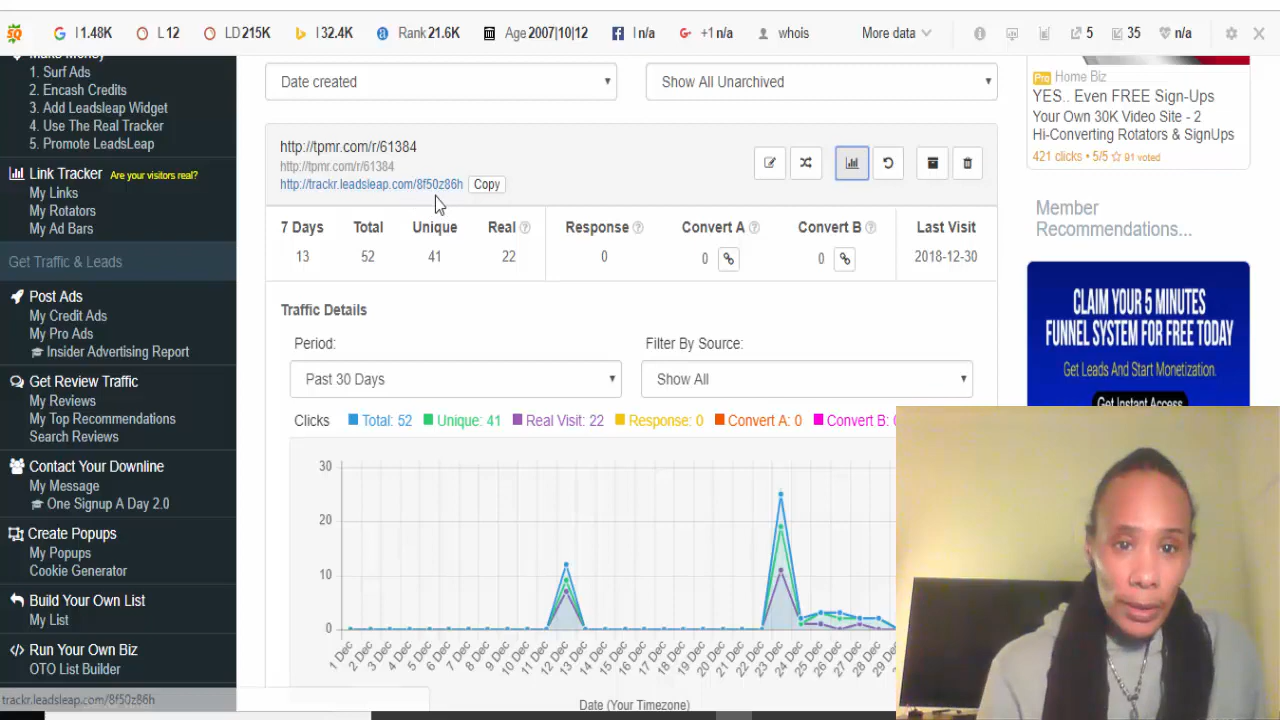 SQ
I 1.48K
L 12
LD 215K
I 32.4K
Rank 21.6K
Age 2007|10|12
I n/a
+1 n/a
whois
More data
5
35
n/a
1. Surf Ads
2. Encash Credits
3. Add Leadsleap Widget
4. Use The Real Tracker
5. Promote LeadsLeap
Link Tracker Are your visitors real?
My Links
My Rotators
My Ad Bars
Get Traffic & Leads
Post Ads
My Credit Ads
My Pro Ads
Insider Advertising Report
Get Review Traffic
My Reviews
My Top Recommendations
Search Reviews
Contact Your Downline
My Message
One Signup A Day 2.0
Create Popups
My Popups
Cookie Generator
Build Your Own List
My List
Run Your Own Biz
OTO List Builder
trackr.leadsleap.com/8f50z86h
Date created
Show All Unarchived
http://tpmr.com/r/61384
http://tpmr.com/r/61384
http://trackr.leadsleap.com/8f50z86h Copy
7 Days Total Unique Real Response Convert A Convert B Last Visit
13 52 41 22 0 0 0 2018-12-30
Traffic Details
Period: Filter By Source:
Past 30 Days Show All
Clicks Total: 52 Unique: 41 Real Visit: 22 Response: 0 Convert A: 0 Convert B:
30
20
10
0
1 Dec 2 Dec 3 Dec 4 Dec 5 Dec 6 Dec 7 Dec 8 Dec 9 Dec 10 Dec 11 Dec 12 Dec 13 Dec 14 Dec 15 Dec 16 Dec 17 Dec 18 Dec 19 Dec 20 Dec 21 Dec 22 Dec 23 Dec 24 Dec 25 Dec 26 Dec 27 Dec 28 Dec 29 Dec
Date (Your Timezone)
Pro Home Biz
YES.. Even FREE Sign-Ups
Your Own 30K Video Site - 2
Hi-Converting Rotators & SignUps
421 clicks • 5/5 ☆ 91 voted
Member
Recommendations...
CLAIM YOUR 5 MINUTES
FUNNEL SYSTEM FOR FREE TODAY
Get Leads And Start Monetization.
Get Instant Access